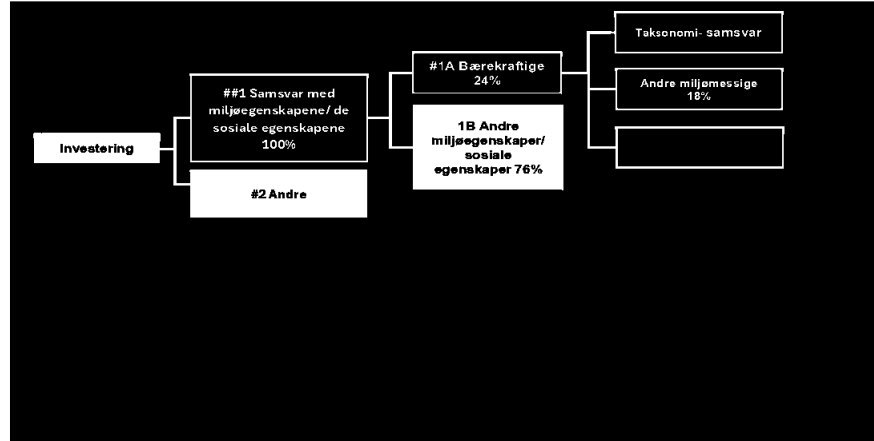 Investering
##1 Samsvar med
miljøegenskapene/ de
sosiale egenskapene
100%
#2 Andre
#1A Bærekraftige
24%
1B Andre
miljøegenskaper/
sosiale
egenskaper 76%
Taksonomi- samsvar
Andre miljømessige
18%